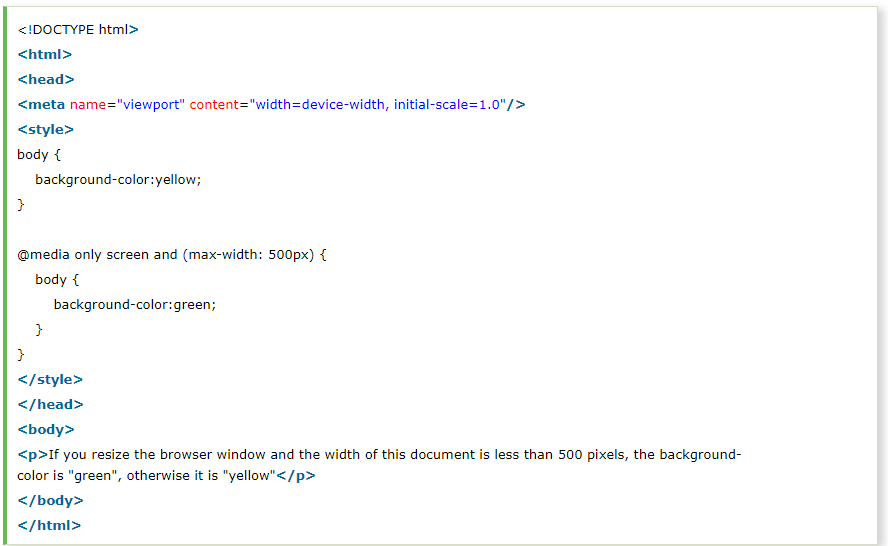 <!DOCTYPE html>
<html>
<head>
<meta name="viewport" content="width=device-width, initial-scale=1.0"/>
<style>
body {
    background-color:yellow;
}

@media only screen and (max-width: 500px) {
    body {
        background-color:green;
    }
}
</style>
</head>
<body>
<p>If you resize the browser window and the width of this document is less than 500 pixels, the background-
color is "green", otherwise it is "yellow"</p>
</body>
</html>